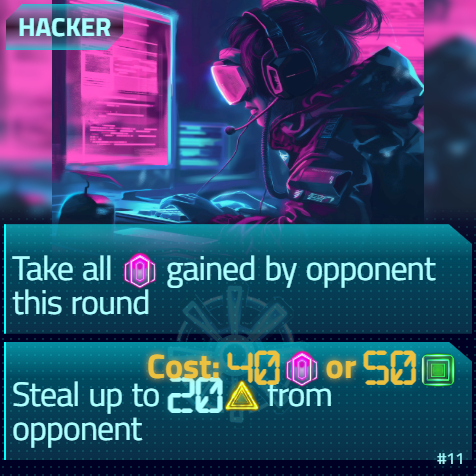 HACKER
Take all gained by opponent
this round
Cost: 40 or 50
Steal up to 20 from
opponent
#11